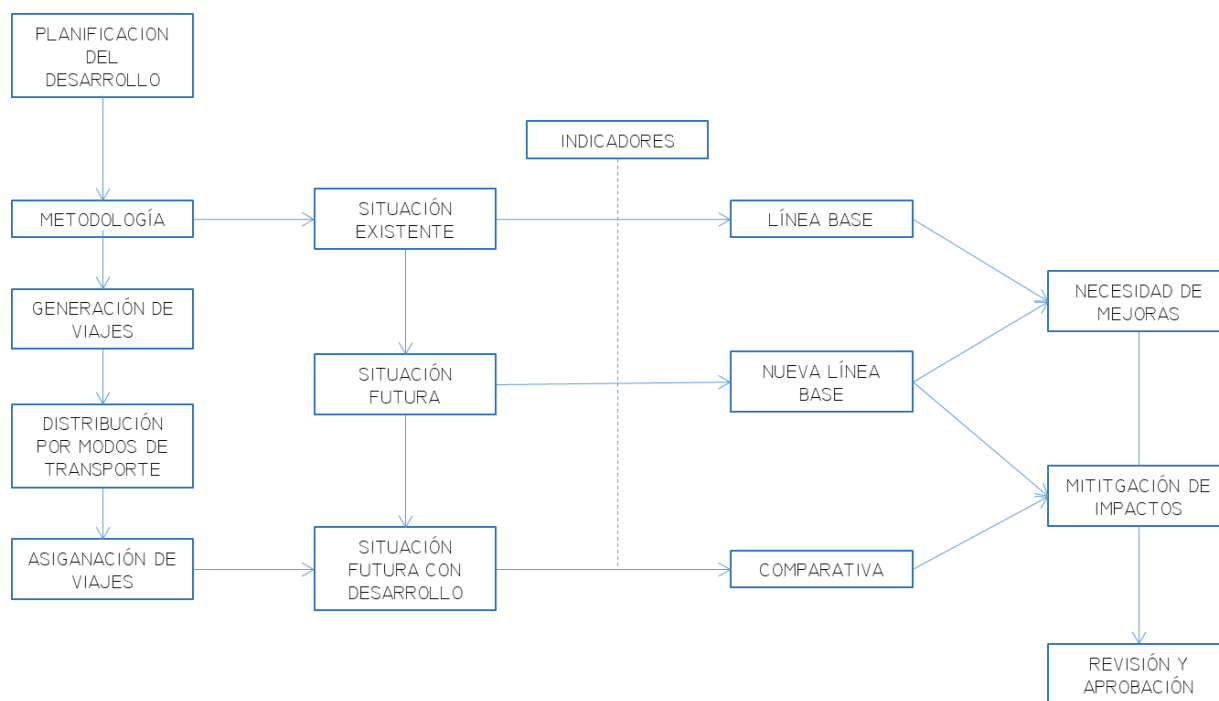 PLANIFICACION
DEL
DESARROLLO
INDICADORES
METODOLOGÍA
SITUACIÓN
EXISTENTE
LÍNEA BASE
GENERACIÓN DE
VIAJES
NECESIDAD DE
MEJORAS
SITUACIÓN
FUTURA
NUEVA LÍNEA
BASE
DISTRIBUCIÓN
POR MODOS DE
TRANSPORTE
MITITGACIÓN DE
IMPACTOS
ASIGANACIÓN DE
VIAJES
SITUACIÓN
FUTURA CON
DESARROLLO
COMPARATIVA
REVISIÓN Y
APROBACIÓN